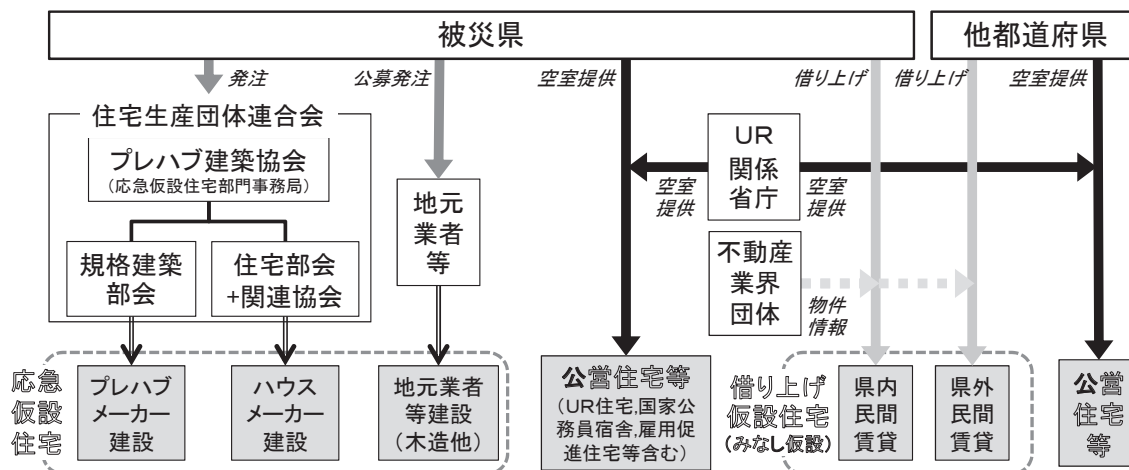 被災県
他都道府県
発注
公募発注
空室提供
借り上げ
借り上げ
空室提供
住宅生産団体連合会
プレハブ建築協会
(応急仮設住宅部門事務局)
規格建築
部会
住宅部会
+関連協会
地元
業者
等
UR
関係
省庁
空室
提供
空室
提供
不動産
業界
団体
物件
情報
応急
仮設
住宅
プレハブ
メーカー
建設
ハウス
メーカー
建設
地元業者
等建設
(木造他)
公営住宅等
(UR住宅,国家公
務員宿舎,雇用促
進住宅等含む)
借り上げ
仮設住宅
(みなし仮設)
県内
民間
賃貸
県外
民間
賃貸
公営
住宅
等